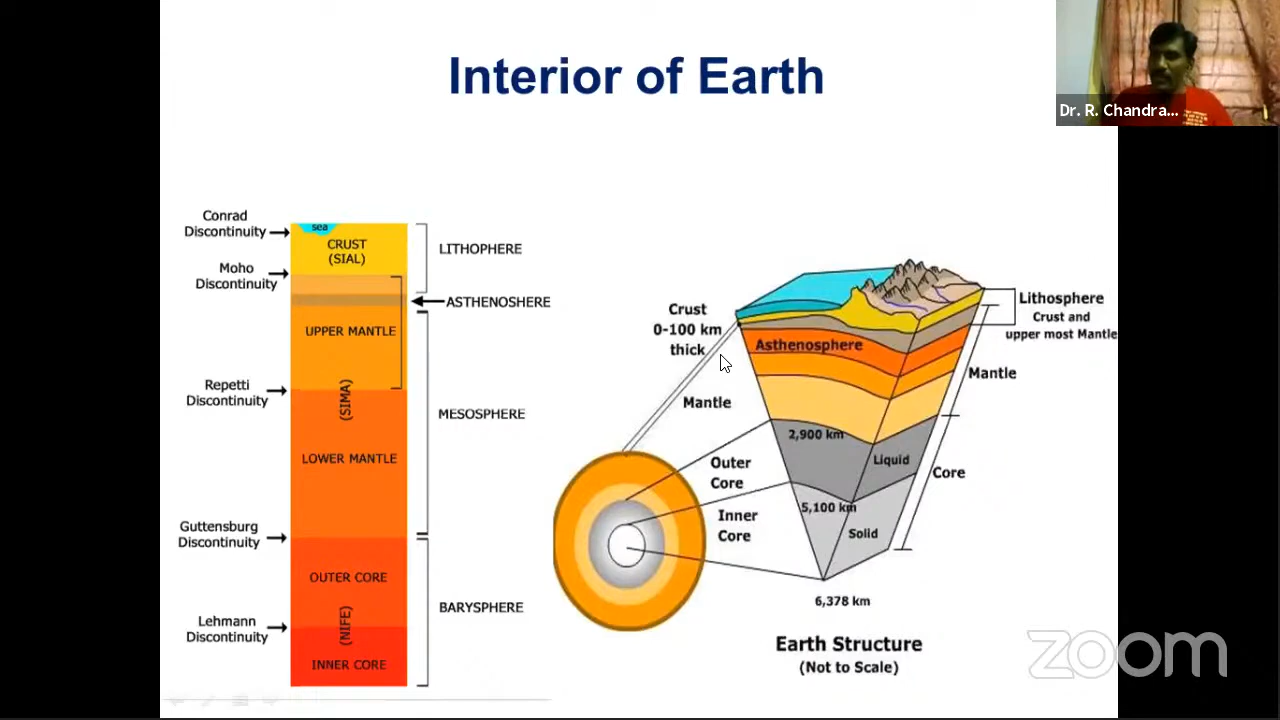 Interior of Earth
Dr. R. Chandra...
Conrad
Discontinuity
Moho
Discontinuity
Repetti
Discontinuity
Guttensburg
Discontinuity
Lehmann
Discontinuity
sea
CRUST
(SIAL)
UPPER MANTLE
(SIMA)
LOWER MANTLE
OUTER CORE
(NIFE)
INNER CORE
LITHOPHERE
ASTHENOSHERE
MESOSPHERE
BARYSPHERE
Crust
0-100 km
thick
Mantle
Outer
Core
Inner
Core
Asthenosphere
2,900 km
Liquid
5,100 km
Solid
6,378 km
Lithosphere
Crust and
upper most Mantle
Mantle
Core
Earth Structure
(Not to Scale)
zoom